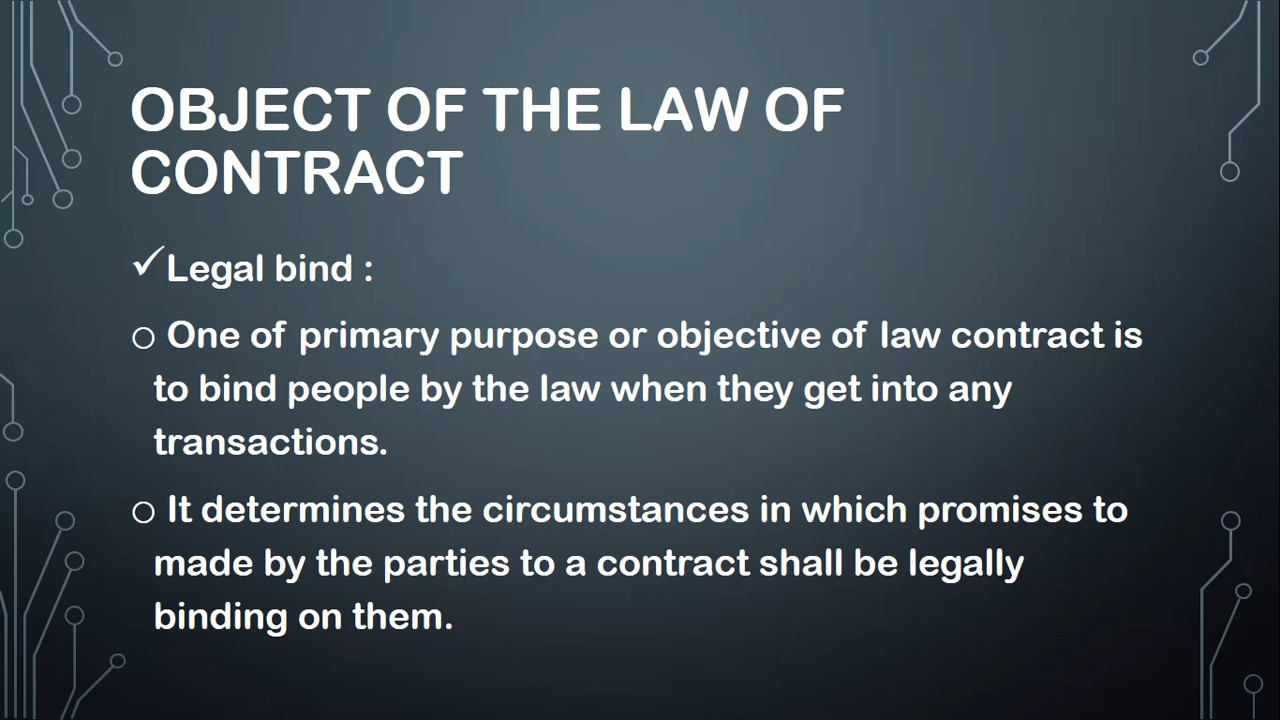 OBJECT OF THE LAW OF
CONTRACT
✓Legal bind :
○ One of primary purpose or objective of law contract is
to bind people by the law when they get into any
transactions.
○ It determines the circumstances in which promises to
made by the parties to a contract shall be legally
binding on them.